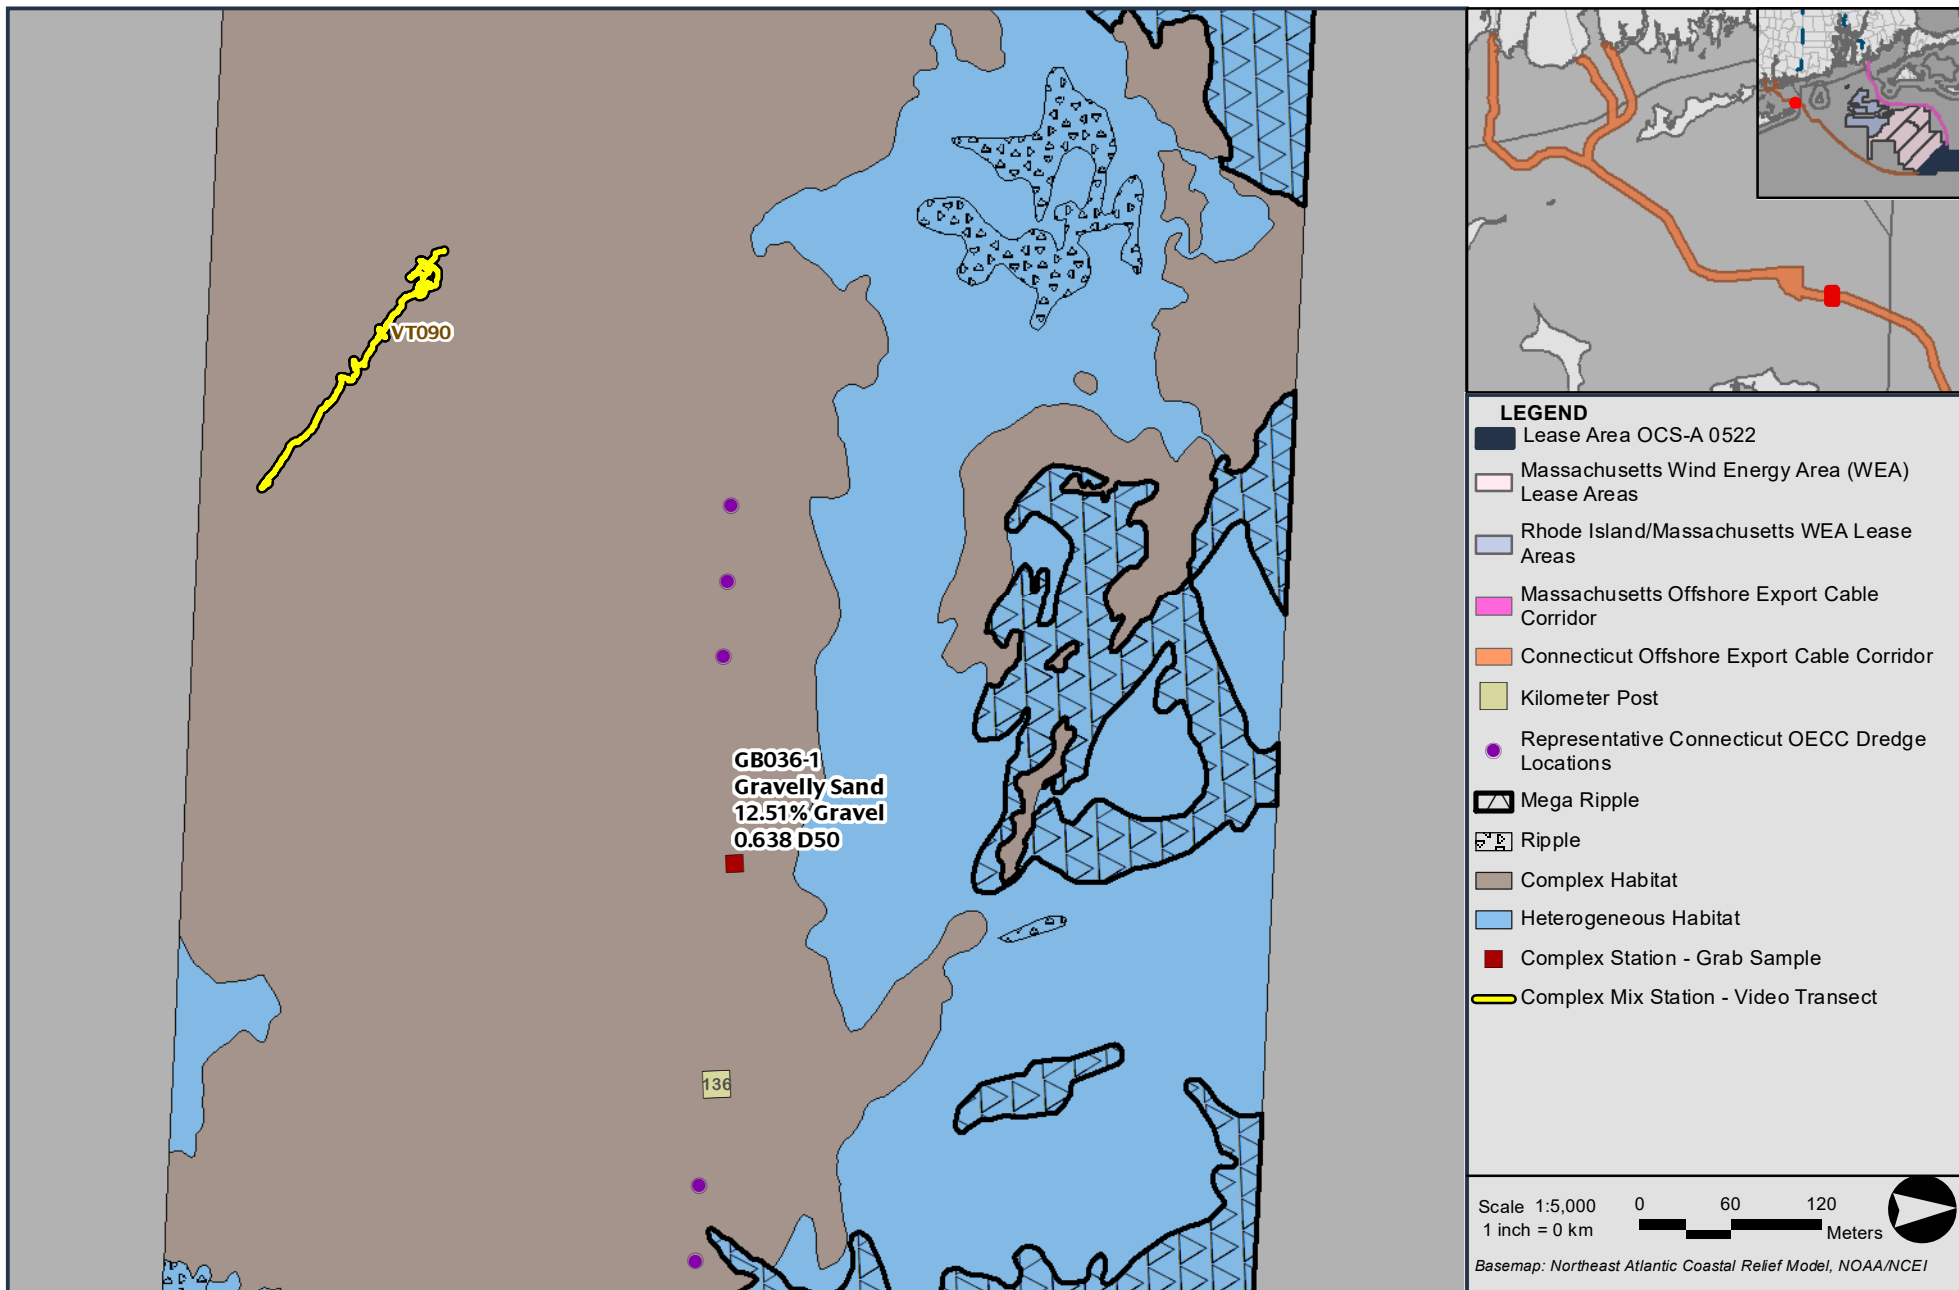 VT090
GB036-1
Gravelly Sand
12.51% Gravel
0.638 D50
136
LEGEND
Lease Area OCS-A 0522
Massachusetts Wind Energy Area (WEA)
Lease Areas
Rhode Island/Massachusetts WEA Lease
Areas
Massachusetts Offshore Export Cable
Corridor
Connecticut Offshore Export Cable Corridor
Kilometer Post
Representative Connecticut OECC Dredge
Locations
Mega Ripple
Ripple
Complex Habitat
Heterogeneous Habitat
Complex Station - Grab Sample
Complex Mix Station - Video Transect
Scale 1:5,000
1 inch = 0 km
0 60 120
Meters
Basemap: Northeast Atlantic Coastal Relief Model, NOAA/NCEI